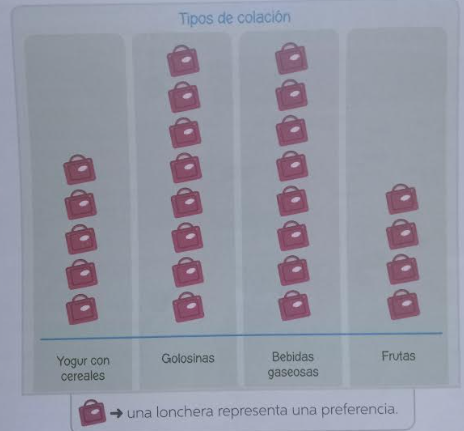 Tipos de colación
Yogur con
cereales
Golosinas
Bebidas
gaseosas
Frutas
➔ una lonchera representa una preferencia.